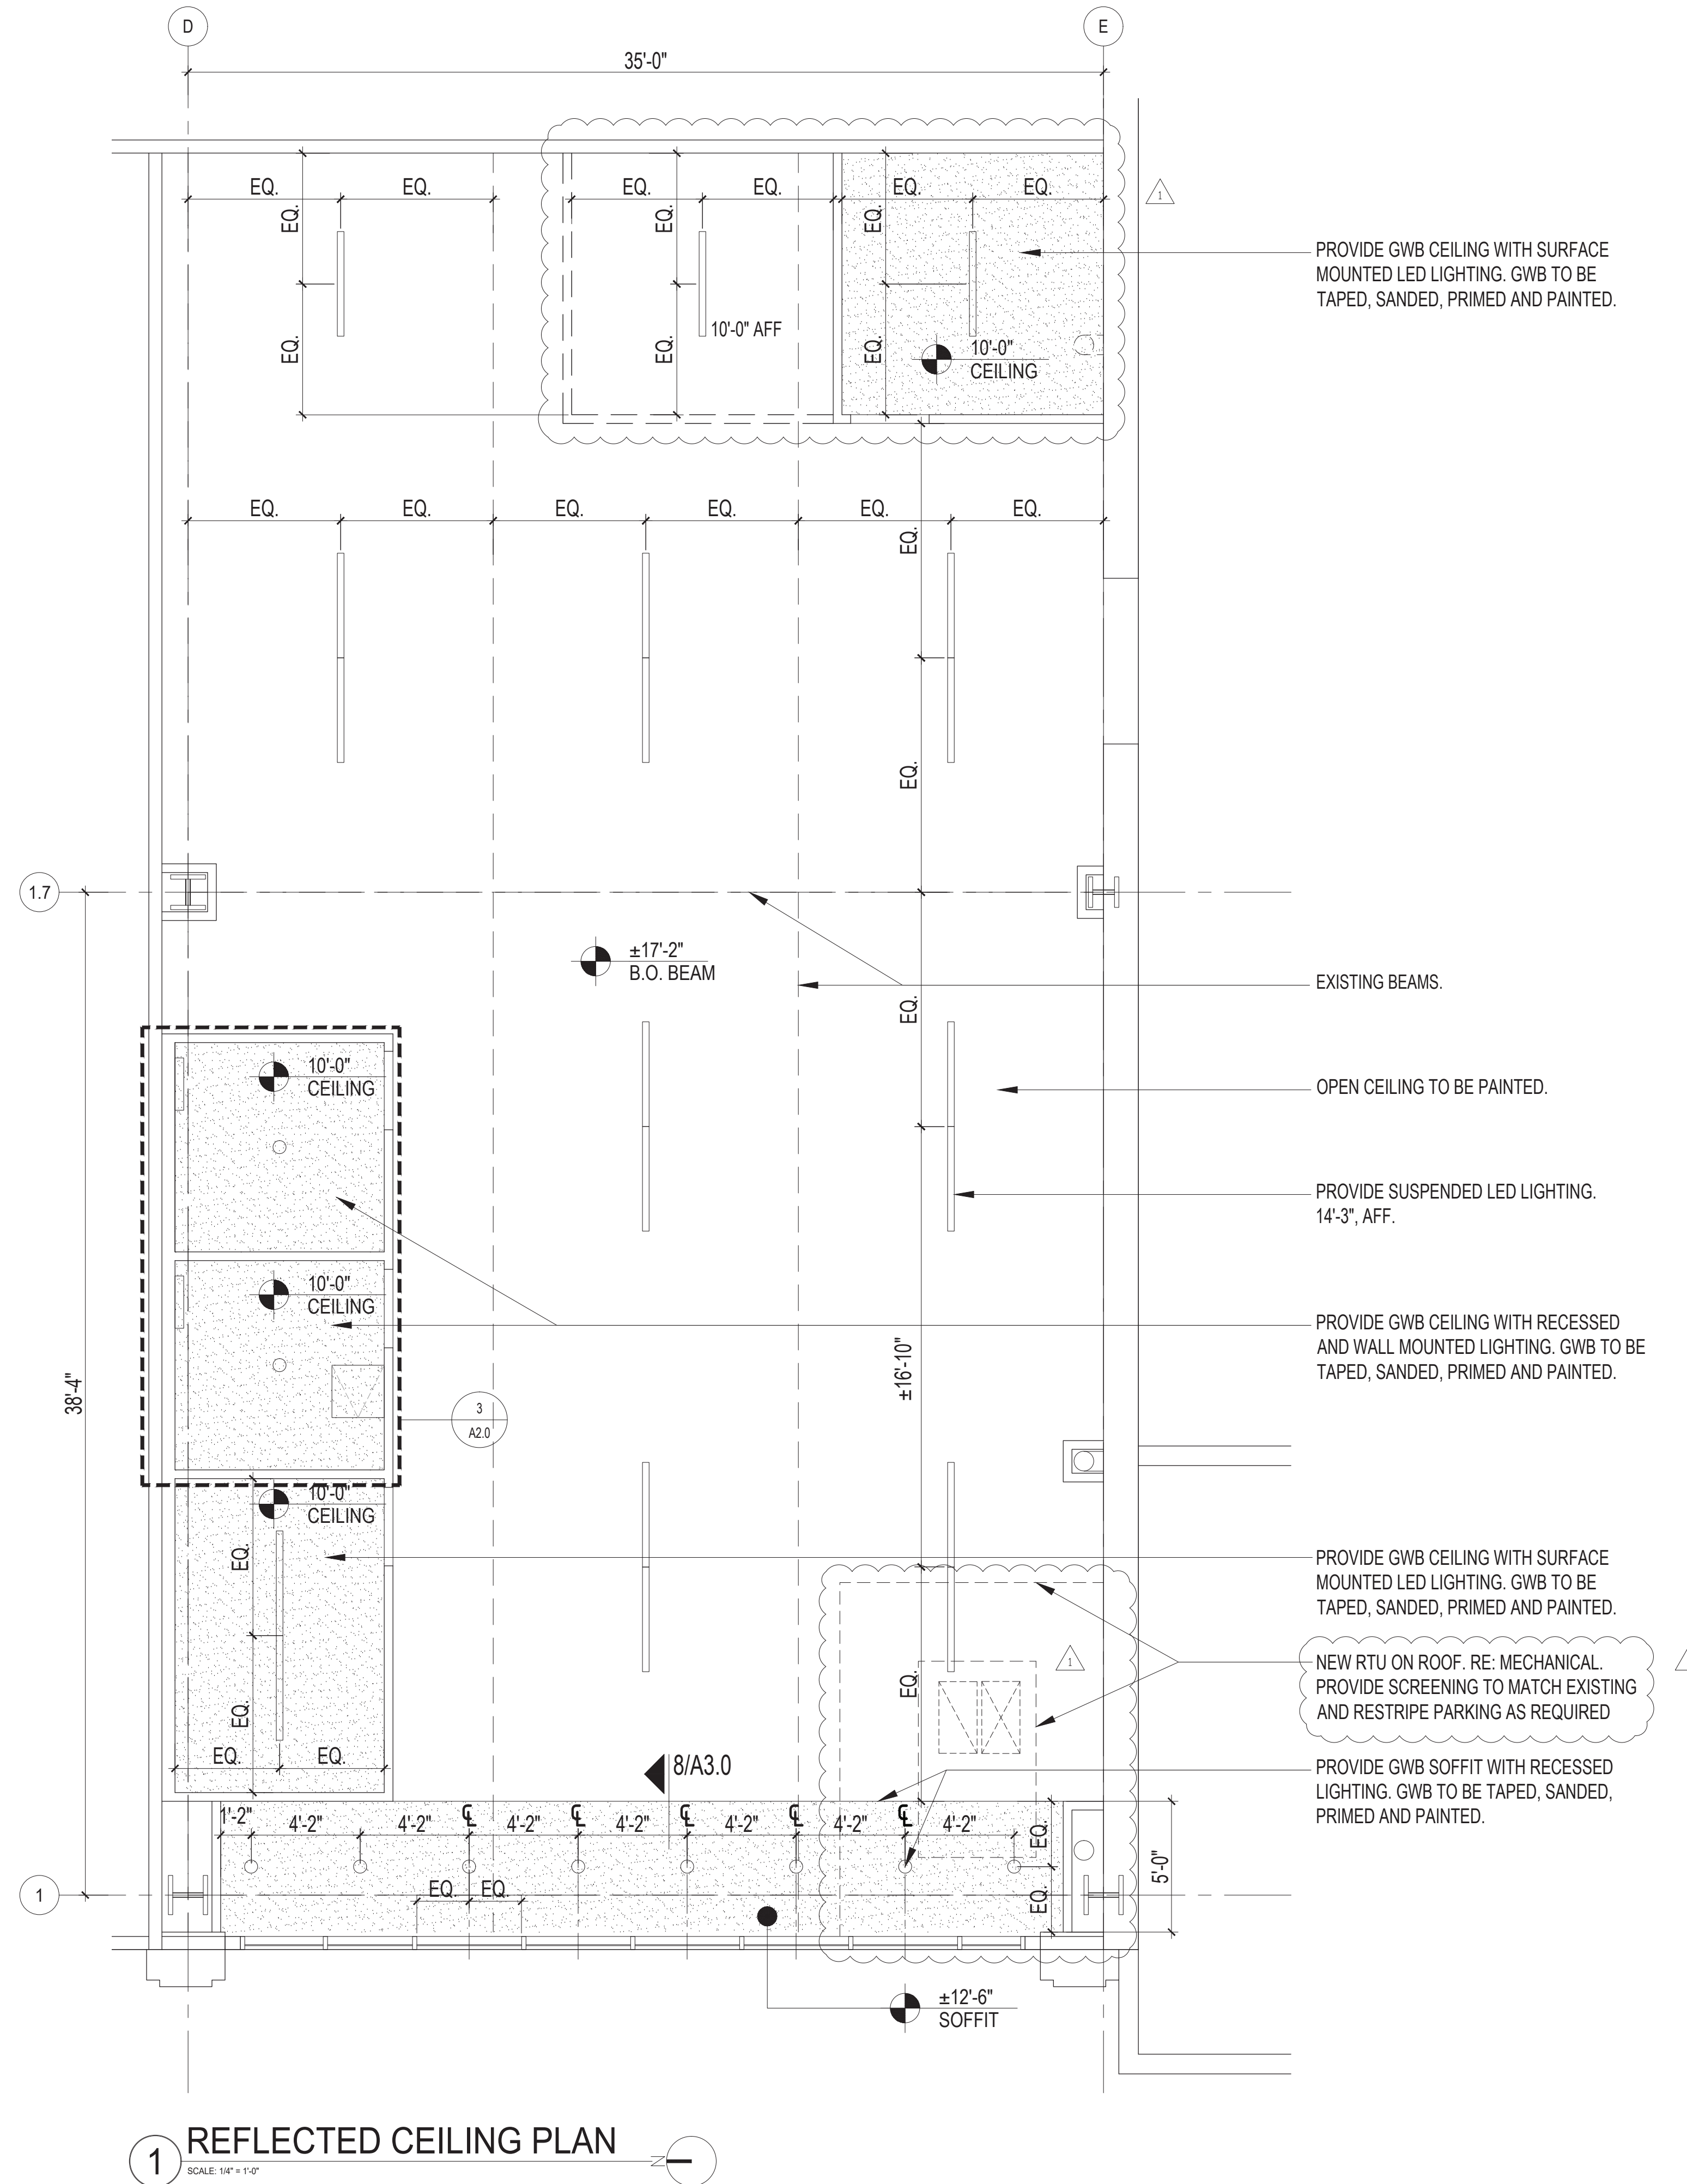 D
E
35'-0"
EQ.
EQ.
EQ.
EQ.
EQ.
EQ.
1
EQ.
EQ.
EQ.
PROVIDE GWB CEILING WITH SURFACE
MOUNTED LED LIGHTING. GWB TO BE
TAPED, SANDED, PRIMED AND PAINTED.
10'-0" AFF
EQ.
EQ.
EQ.
10'-0"
CEILING
EQ.
EQ.
EQ.
EQ.
EQ.
EQ.
EQ.
EQ.
1.7
±17'-2"
B.O. BEAM
EXISTING BEAMS.
EQ.
10'-0"
CEILING
OPEN CEILING TO BE PAINTED.
PROVIDE SUSPENDED LED LIGHTING.
14'-3", AFF.
10'-0"
CEILING
PROVIDE GWB CEILING WITH RECESSED
AND WALL MOUNTED LIGHTING. GWB TO BE
TAPED, SANDED, PRIMED AND PAINTED.
38'-4"
±16'-10"
3
A2.0
10'-0"
CEILING
EQ.
PROVIDE GWB CEILING WITH SURFACE
MOUNTED LED LIGHTING. GWB TO BE
TAPED, SANDED, PRIMED AND PAINTED.
1
NEW RTU ON ROOF. RE: MECHANICAL.
PROVIDE SCREENING TO MATCH EXISTING
AND RESTRIPE PARKING AS REQUIRED
EQ.
EQ.
EQ.
EQ.
8/A3.0
PROVIDE GWB SOFFIT WITH RECESSED
LIGHTING. GWB TO BE TAPED, SANDED,
PRIMED AND PAINTED.
1'-2"
4'-2"
4'-2"
℄
4'-2"
℄
4'-2"
℄
4'-2"
℄
4'-2"
℄
4'-2"
EQ.
5'-0"
1
EQ.
EQ.
EQ.
±12'-6"
SOFFIT
1
REFLECTED CEILING PLAN
SCALE: 1/4" = 1'-0"
Z